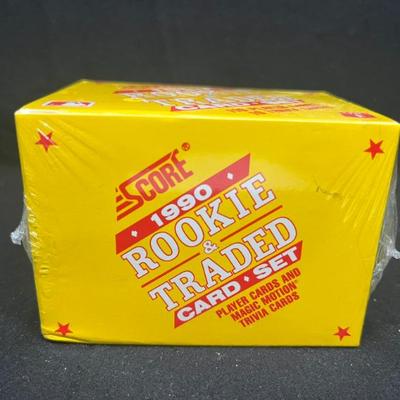 SCORE®
1990
ROOKIE
&
TRADED
CARD • SET
PLAYER CARDS AND
MAGIC MOTION®
TRIVIA CARDS